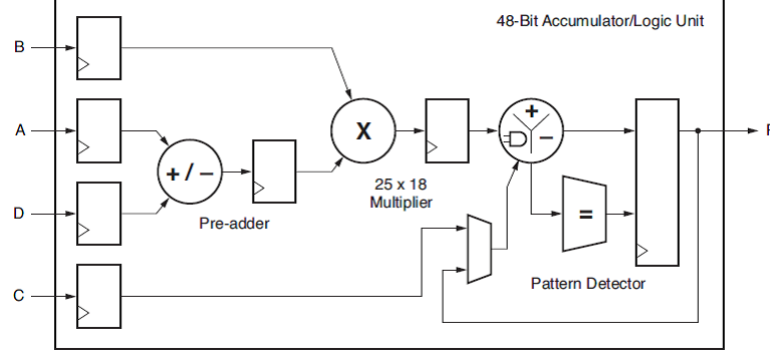 48-Bit Accumulator/Logic Unit
B
A
D
C
+ / −
Pre-adder
X
25 x 18
Multiplier
+
−
=
Pattern Detector